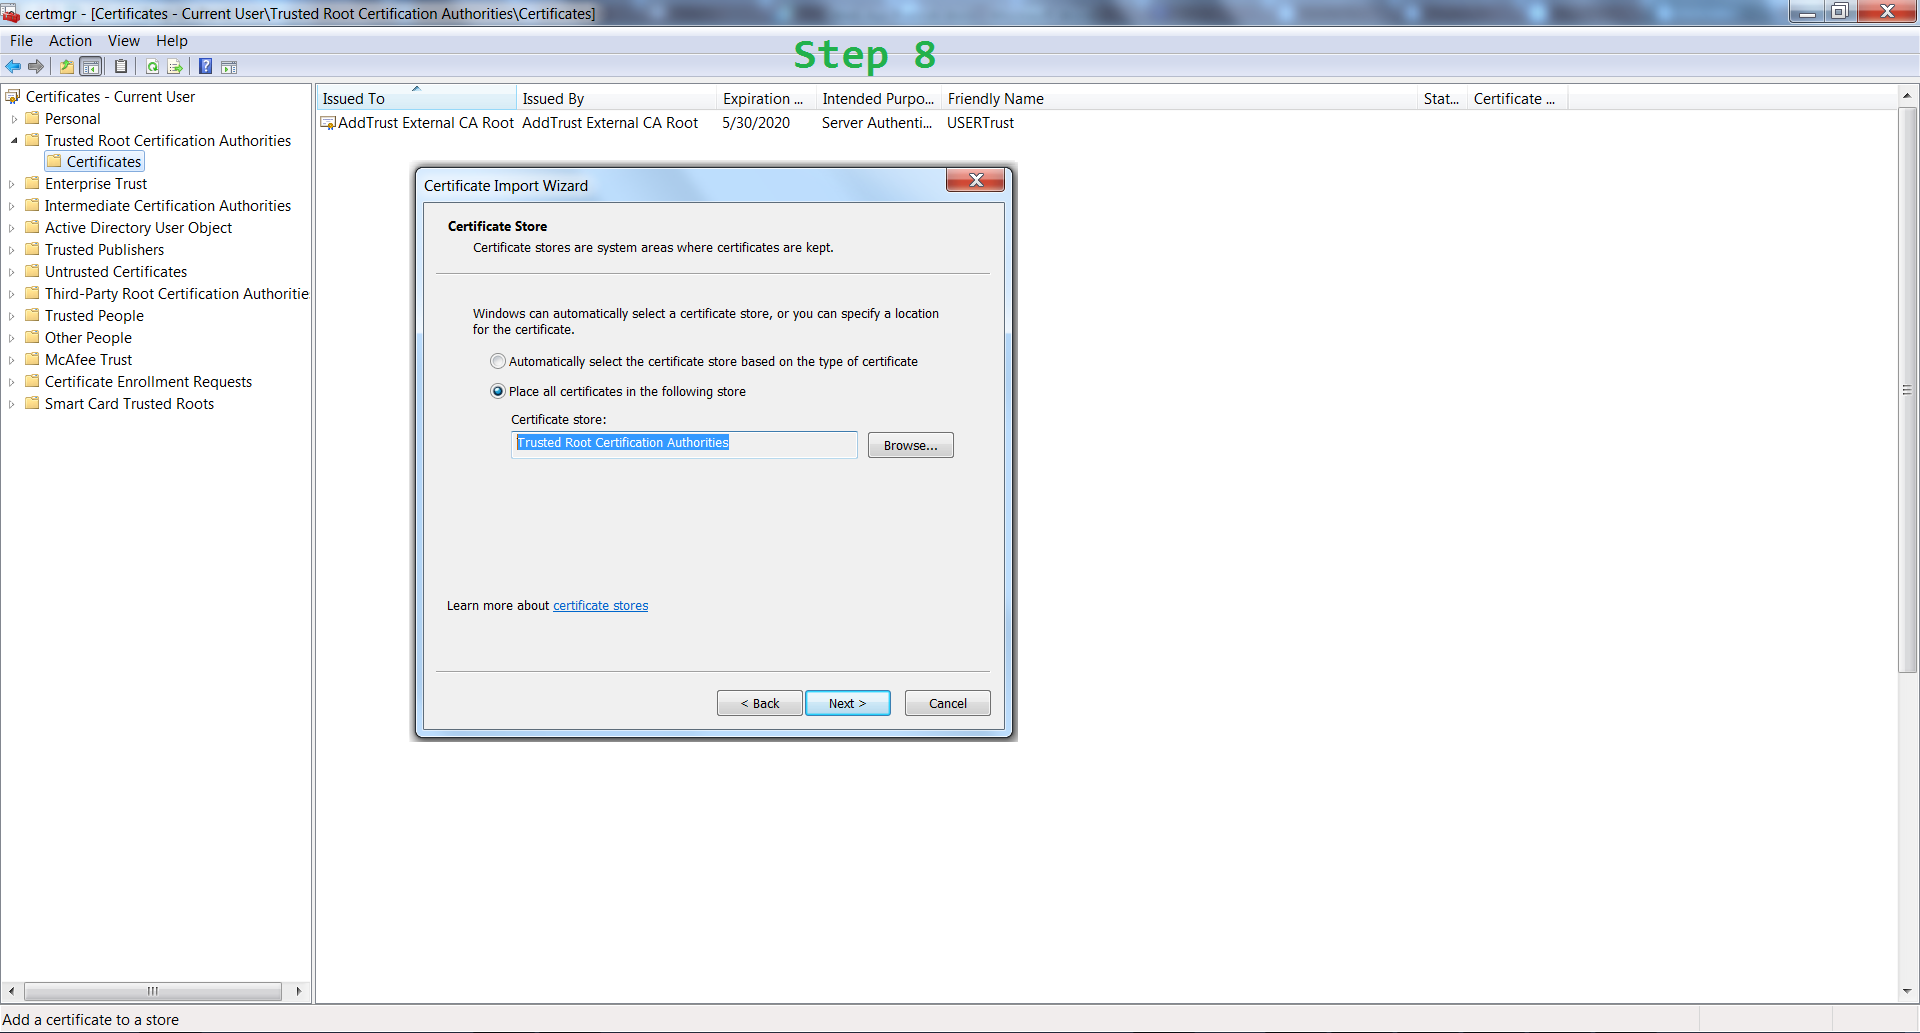 certmgr - [Certificates - Current User\Trusted Root Certification Authorities\Certificates]
File Action View Help
Step 8
Certificates - Current User
Personal
Trusted Root Certification Authorities
Certificates
Enterprise Trust
Intermediate Certification Authorities
Active Directory User Object
Trusted Publishers
Untrusted Certificates
Third-Party Root Certification Authoritie
Trusted People
Other People
McAfee Trust
Certificate Enrollment Requests
Smart Card Trusted Roots
Issued To Issued By Expiration ... Intended Purpo... Friendly Name Stat... Certificate ...
AddTrust External CA Root AddTrust External CA Root 5/30/2020 Server Authenti... USERTrust
Certificate Import Wizard
Certificate Store
Certificate stores are system areas where certificates are kept.
Windows can automatically select a certificate store, or you can specify a location
for the certificate.
Automatically select the certificate store based on the type of certificate
Place all certificates in the following store
Certificate store:
Trusted Root Certification Authorities Browse...
Learn more about certificate stores
< Back Next > Cancel
Add a certificate to a store